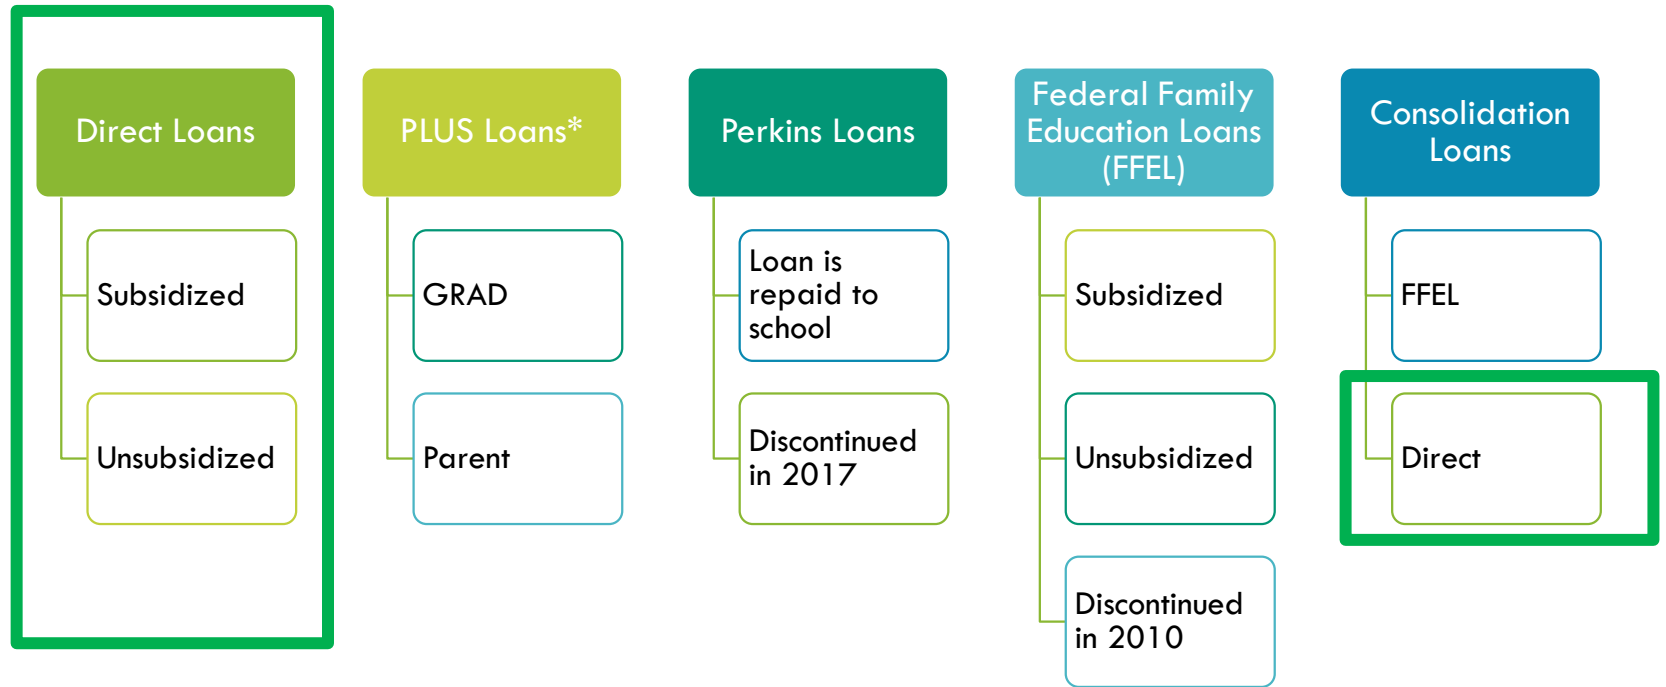 Direct Loans
Subsidized
Unsubsidized
PLUS Loans*
GRAD
Parent
Perkins Loans
Loan is
repaid to
school
Discontinued
in 2017
Federal Family
Education Loans
(FFEL)
Subsidized
Unsubsidized
Discontinued
in 2010
Consolidation
Loans
FFEL
Direct